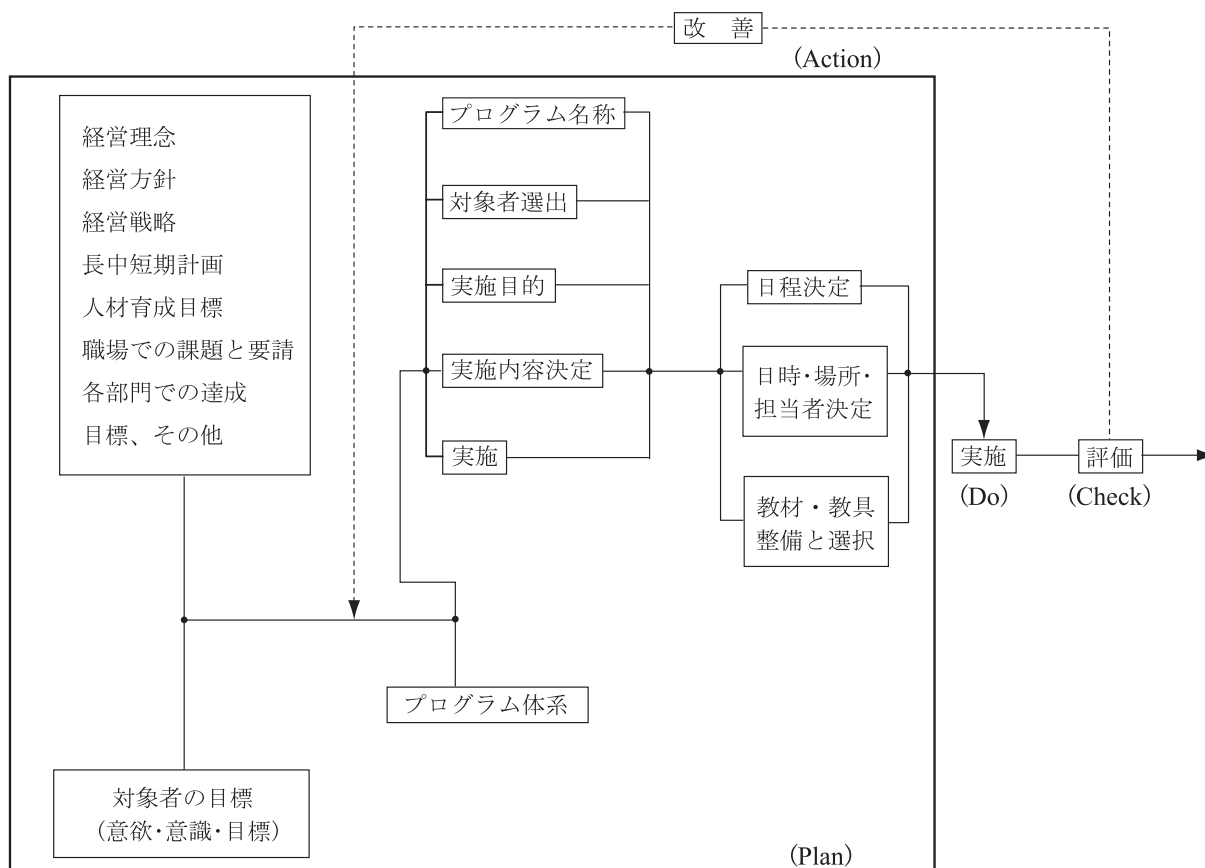 改 善
(Action)
経営理念
経営方針
経営戦略
長中短期計画
人材育成目標
職場での課題と要請
各部門での達成
目標、その他
プログラム名称
対象者選出
実施目的
実施内容決定
実施
日程決定
日時・場所・
担当者決定
教材・教具
整備と選択
実施
(Do)
評価
(Check)
プログラム体系
対象者の目標
(意欲・意識・目標)
(Plan)